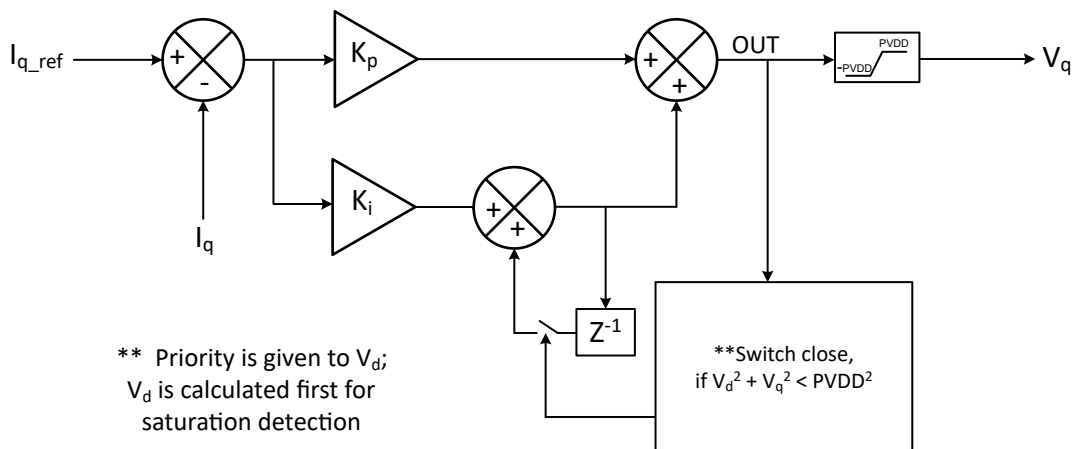 I_q_ref
+
-
I_q
K_p
K_i
+
+
+
+
OUT
-PVDD
PVDD
V_q
Z^-1
**Switch close,
if V_d^2 + V_q^2 < PVDD^2
** Priority is given to V_d;
V_d is calculated first for
saturation detection